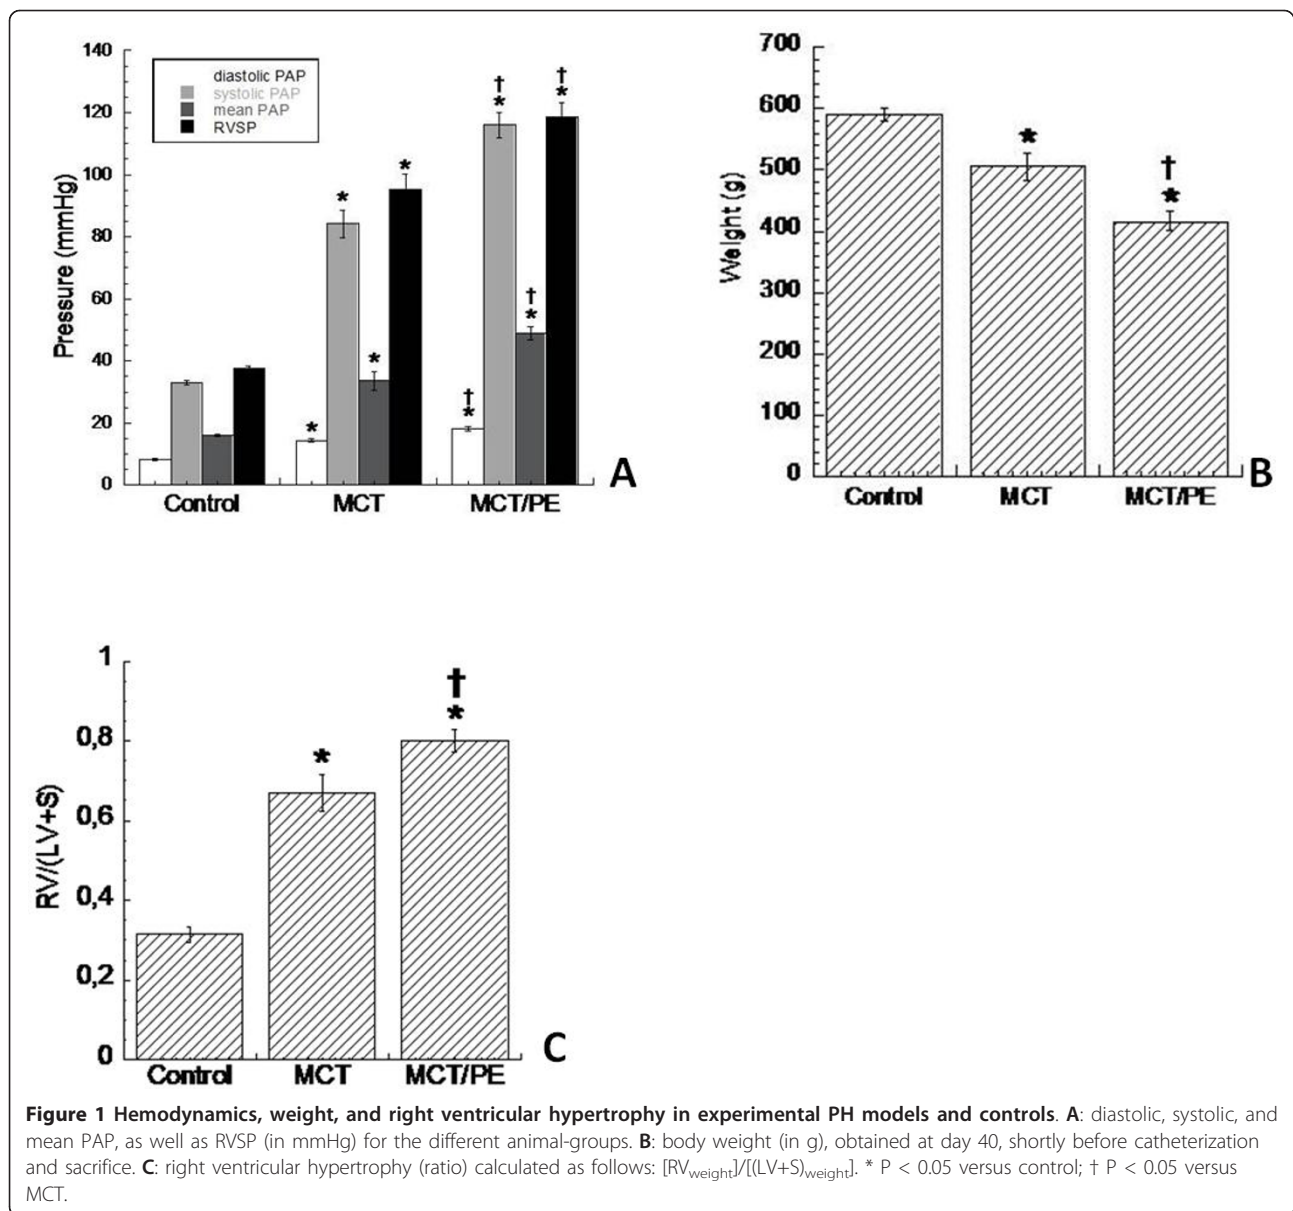 140
120
100
80
60
40
20
0
Pressure (mmHg)
diastolic PAP
systolic PAP
mean PAP
RVSP
*
*
*
*
†
*
†
*
†
*
†
*
Control MCT MCT/PE
A
700
600
500
400
300
200
100
0
Weight (g)
*
†
*
Control MCT MCT/PE
B
1
0,8
0,6
0,4
0,2
0
RV/(LV+S)
*
†
*
Control MCT MCT/PE
C
Figure 1 Hemodynamics, weight, and right ventricular hypertrophy in experimental PH models and controls. A: diastolic, systolic, and
mean PAP, as well as RVSP (in mmHg) for the different animal-groups. B: body weight (in g), obtained at day 40, shortly before catheterization
and sacrifice. C: right ventricular hypertrophy (ratio) calculated as follows: [RVweight]/[(LV+S)weight]. * P < 0.05 versus control; † P < 0.05 versus
MCT.